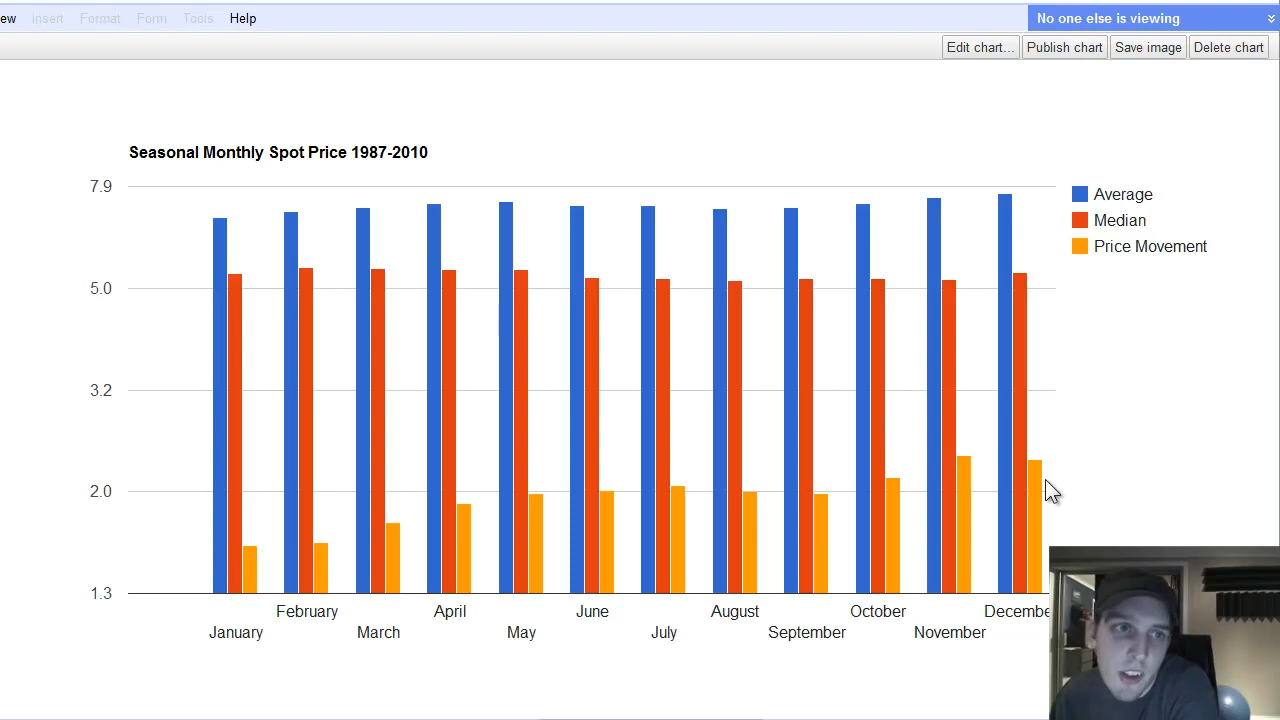 ew Insert Format Form Tools Help
No one else is viewing
Edit chart... Publish chart Save image Delete chart
Seasonal Monthly Spot Price 1987-2010
7.9
5.0
3.2
2.0
1.3
Average
Median
Price Movement
February April June August October Decembe
January March May July September November